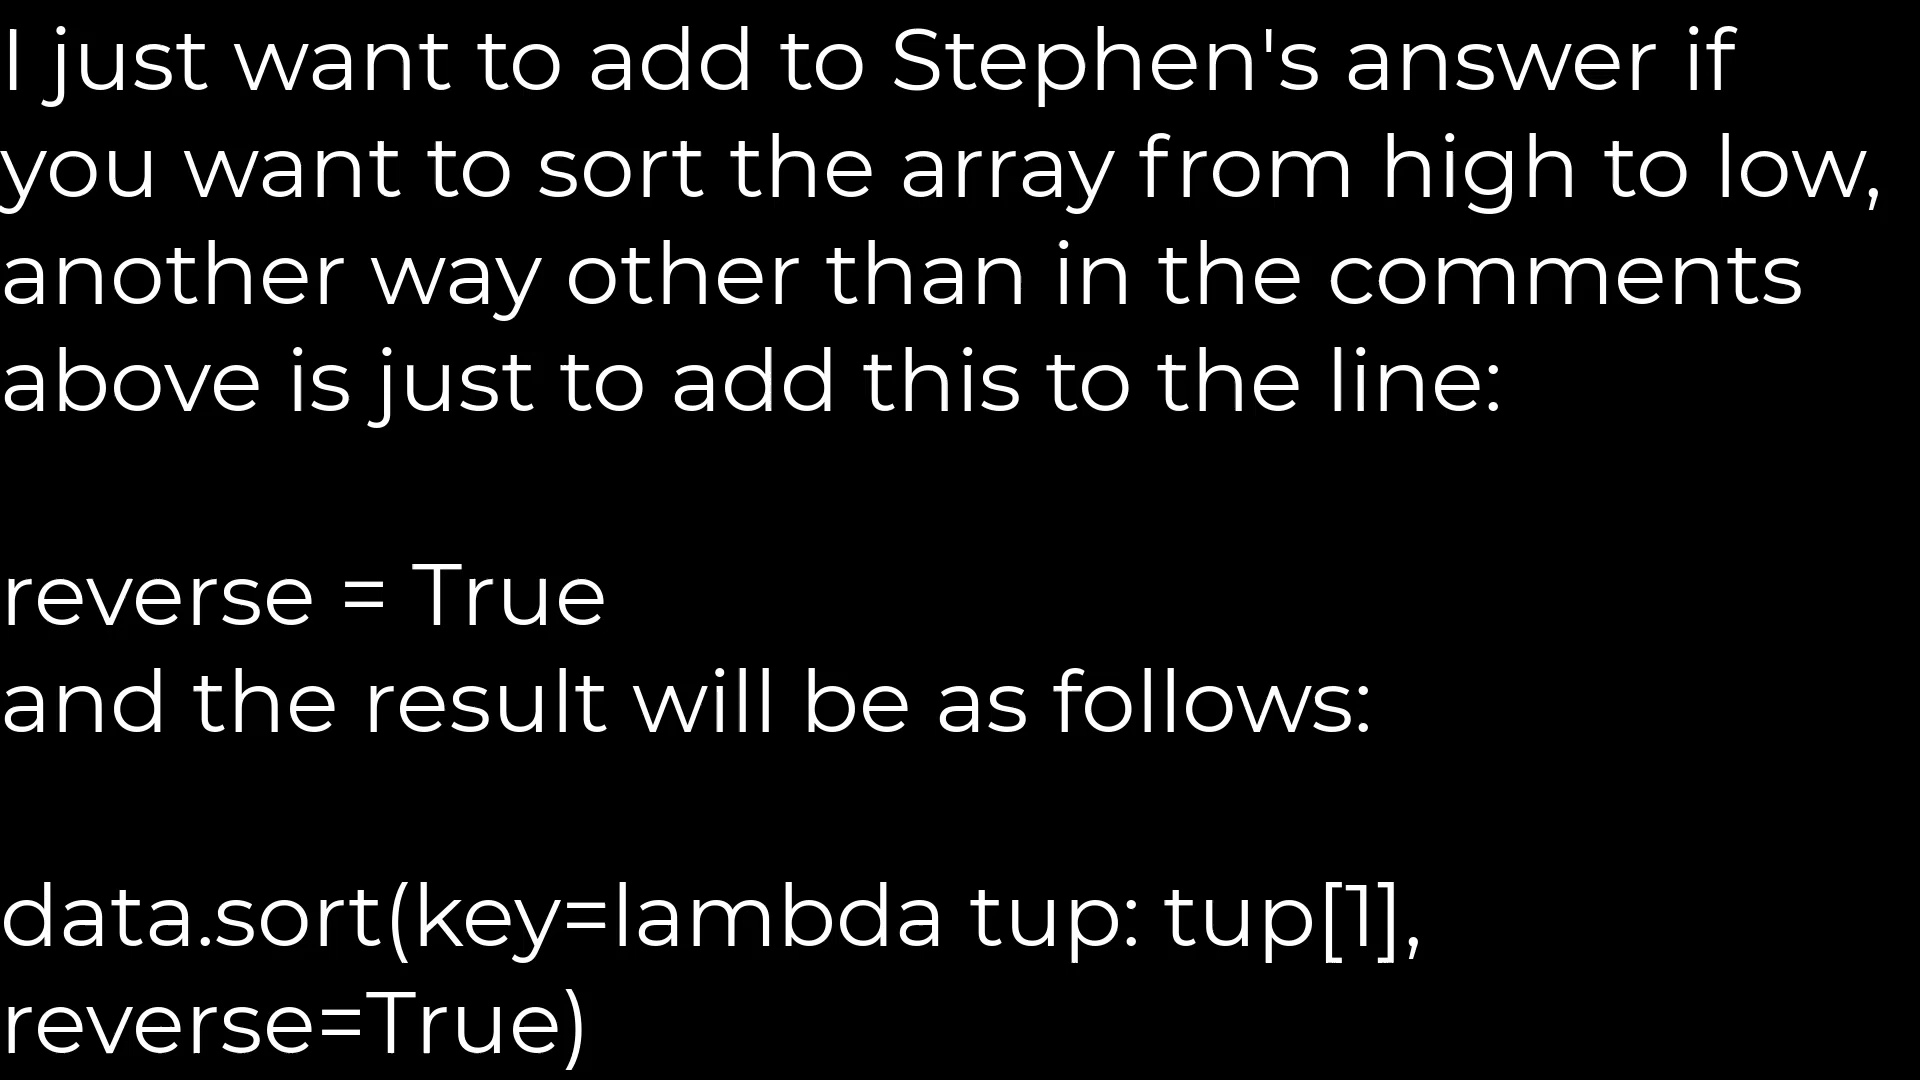 I just want to add to Stephen's answer if
you want to sort the array from high to low,
another way other than in the comments
above is just to add this to the line:
reverse = True
and the result will be as follows:
data.sort(key=lambda tup: tup[1],
reverse=True)